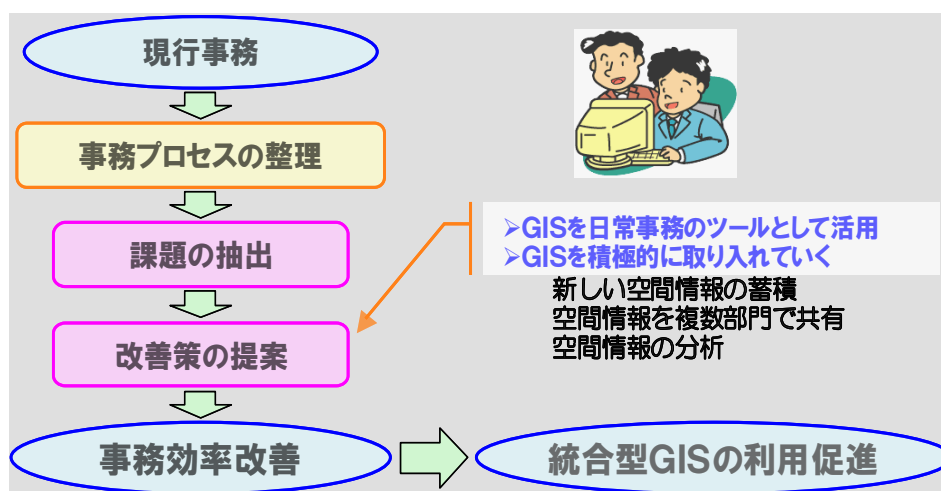 現行事務
事務プロセスの整理
課題の抽出
改善策の提案
事務効率改善
➢GISを日常事務のツールとして活用
➢GISを積極的に取り入れていく
新しい空間情報の蓄積
空間情報を複数部門で共有
空間情報の分析
統合型GISの利用促進